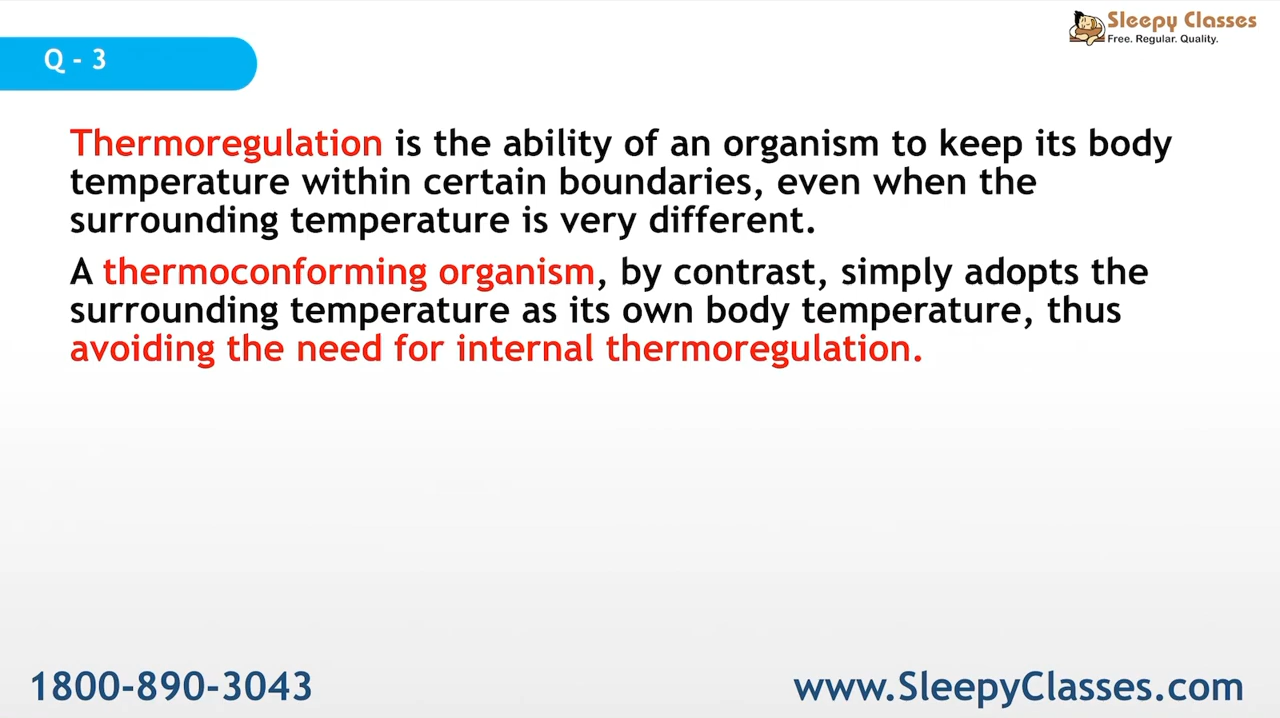 Sleepy Classes
Free. Regular. Quality.
Q - 3
Thermoregulation is the ability of an organism to keep its body
temperature within certain boundaries, even when the
surrounding temperature is very different.
A thermoconforming organism, by contrast, simply adopts the
surrounding temperature as its own body temperature, thus
avoiding the need for internal thermoregulation.
1800-890-3043
www.SleepyClasses.com